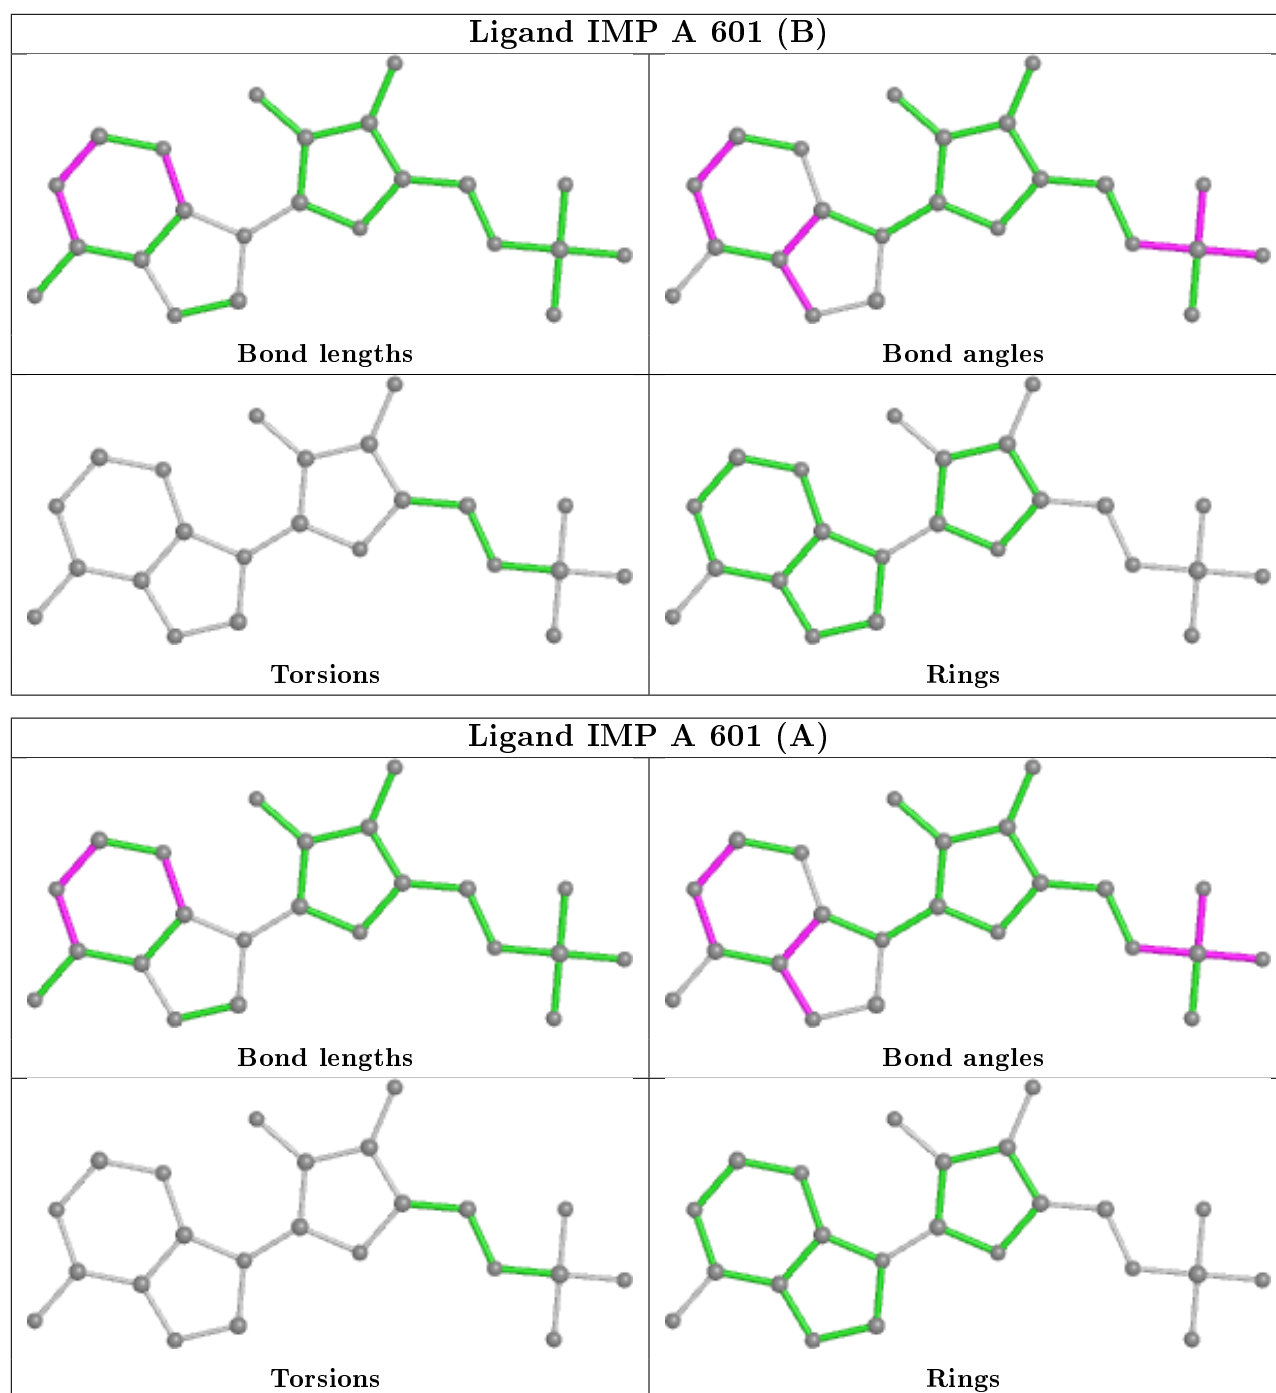 Ligand IMP A 601 (B)
Bond lengths
Bond angles
Torsions
Rings
Ligand IMP A 601 (A)
Bond lengths
Bond angles
Torsions
Rings